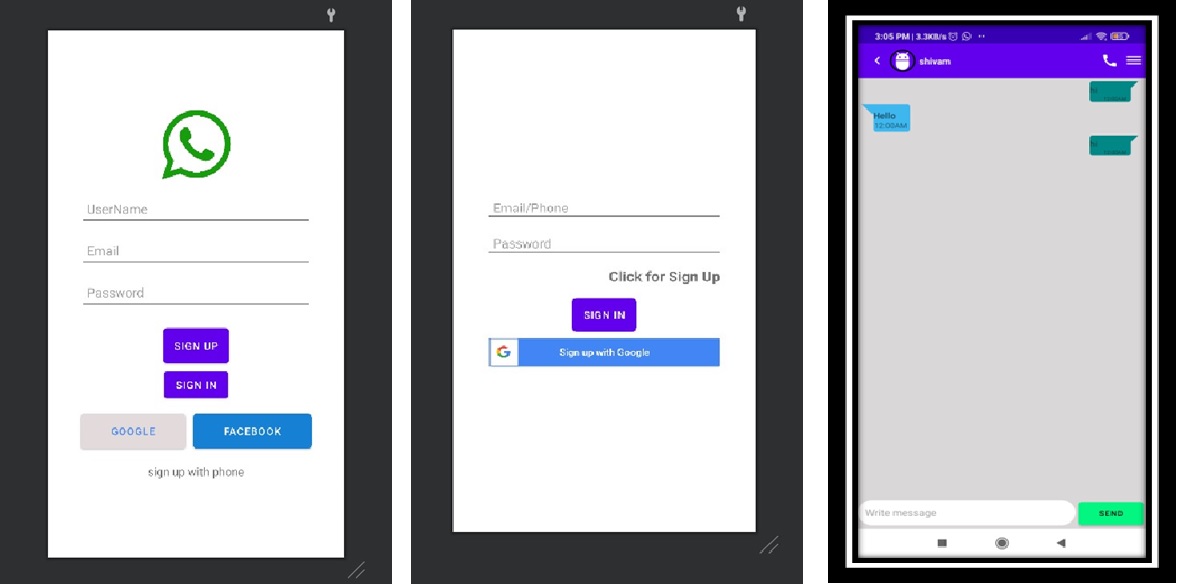 UserName
Email
Password
SIGN UP
SIGN IN
GOOGLE
FACEBOOK
sign up with phone
Email/Phone
Password
Click for Sign Up
SIGN IN
Sign up with Google
3:05 PM | 3.3KB/s
shivam
hi
Hello
12:00AM
hi
Write message
SEND